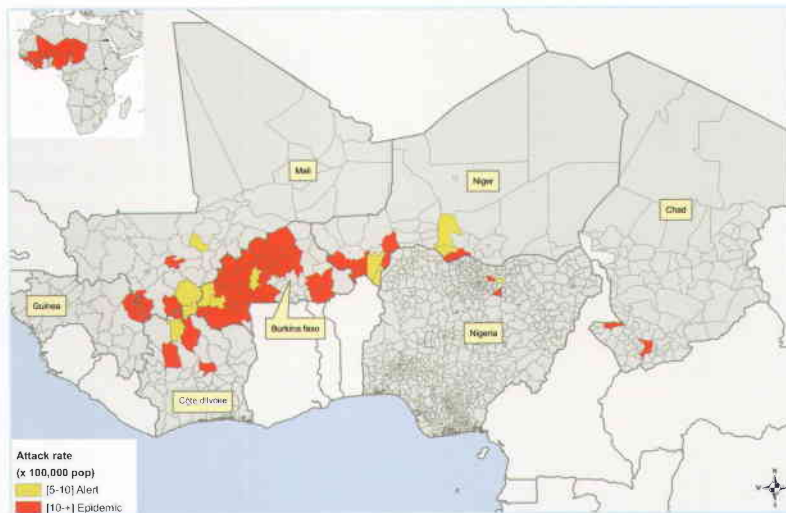 Mali
Niger
Chad
Guinea
Burkina faso
Nigeria
Côte d'Ivoire
Attack rate
(x 100,000 pop)
[5-10] Alert
[10-+] Epidemic
N
W
S